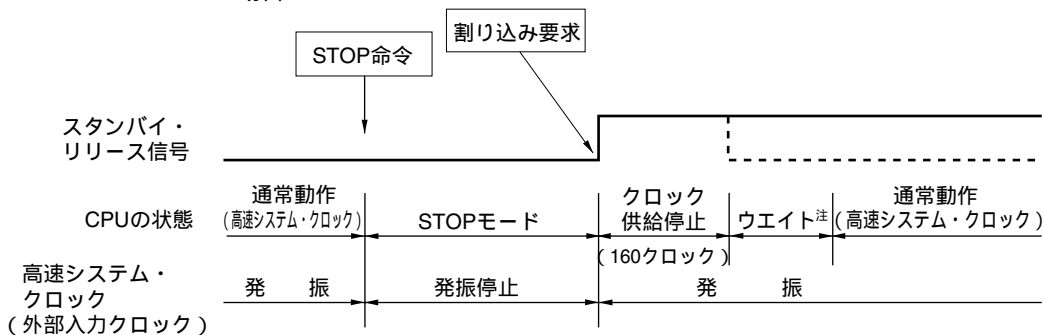 割り込み要求
STOP命令
スタンバイ・
リリース信号
CPUの状態
通常動作
(高速システム・クロック)
STOPモード
クロック
供給停止
(160クロック)
ウエイト注
通常動作
(高速システム・クロック)
高速システム・
クロック
(外部入力クロック)
発 振
発振停止
発 振